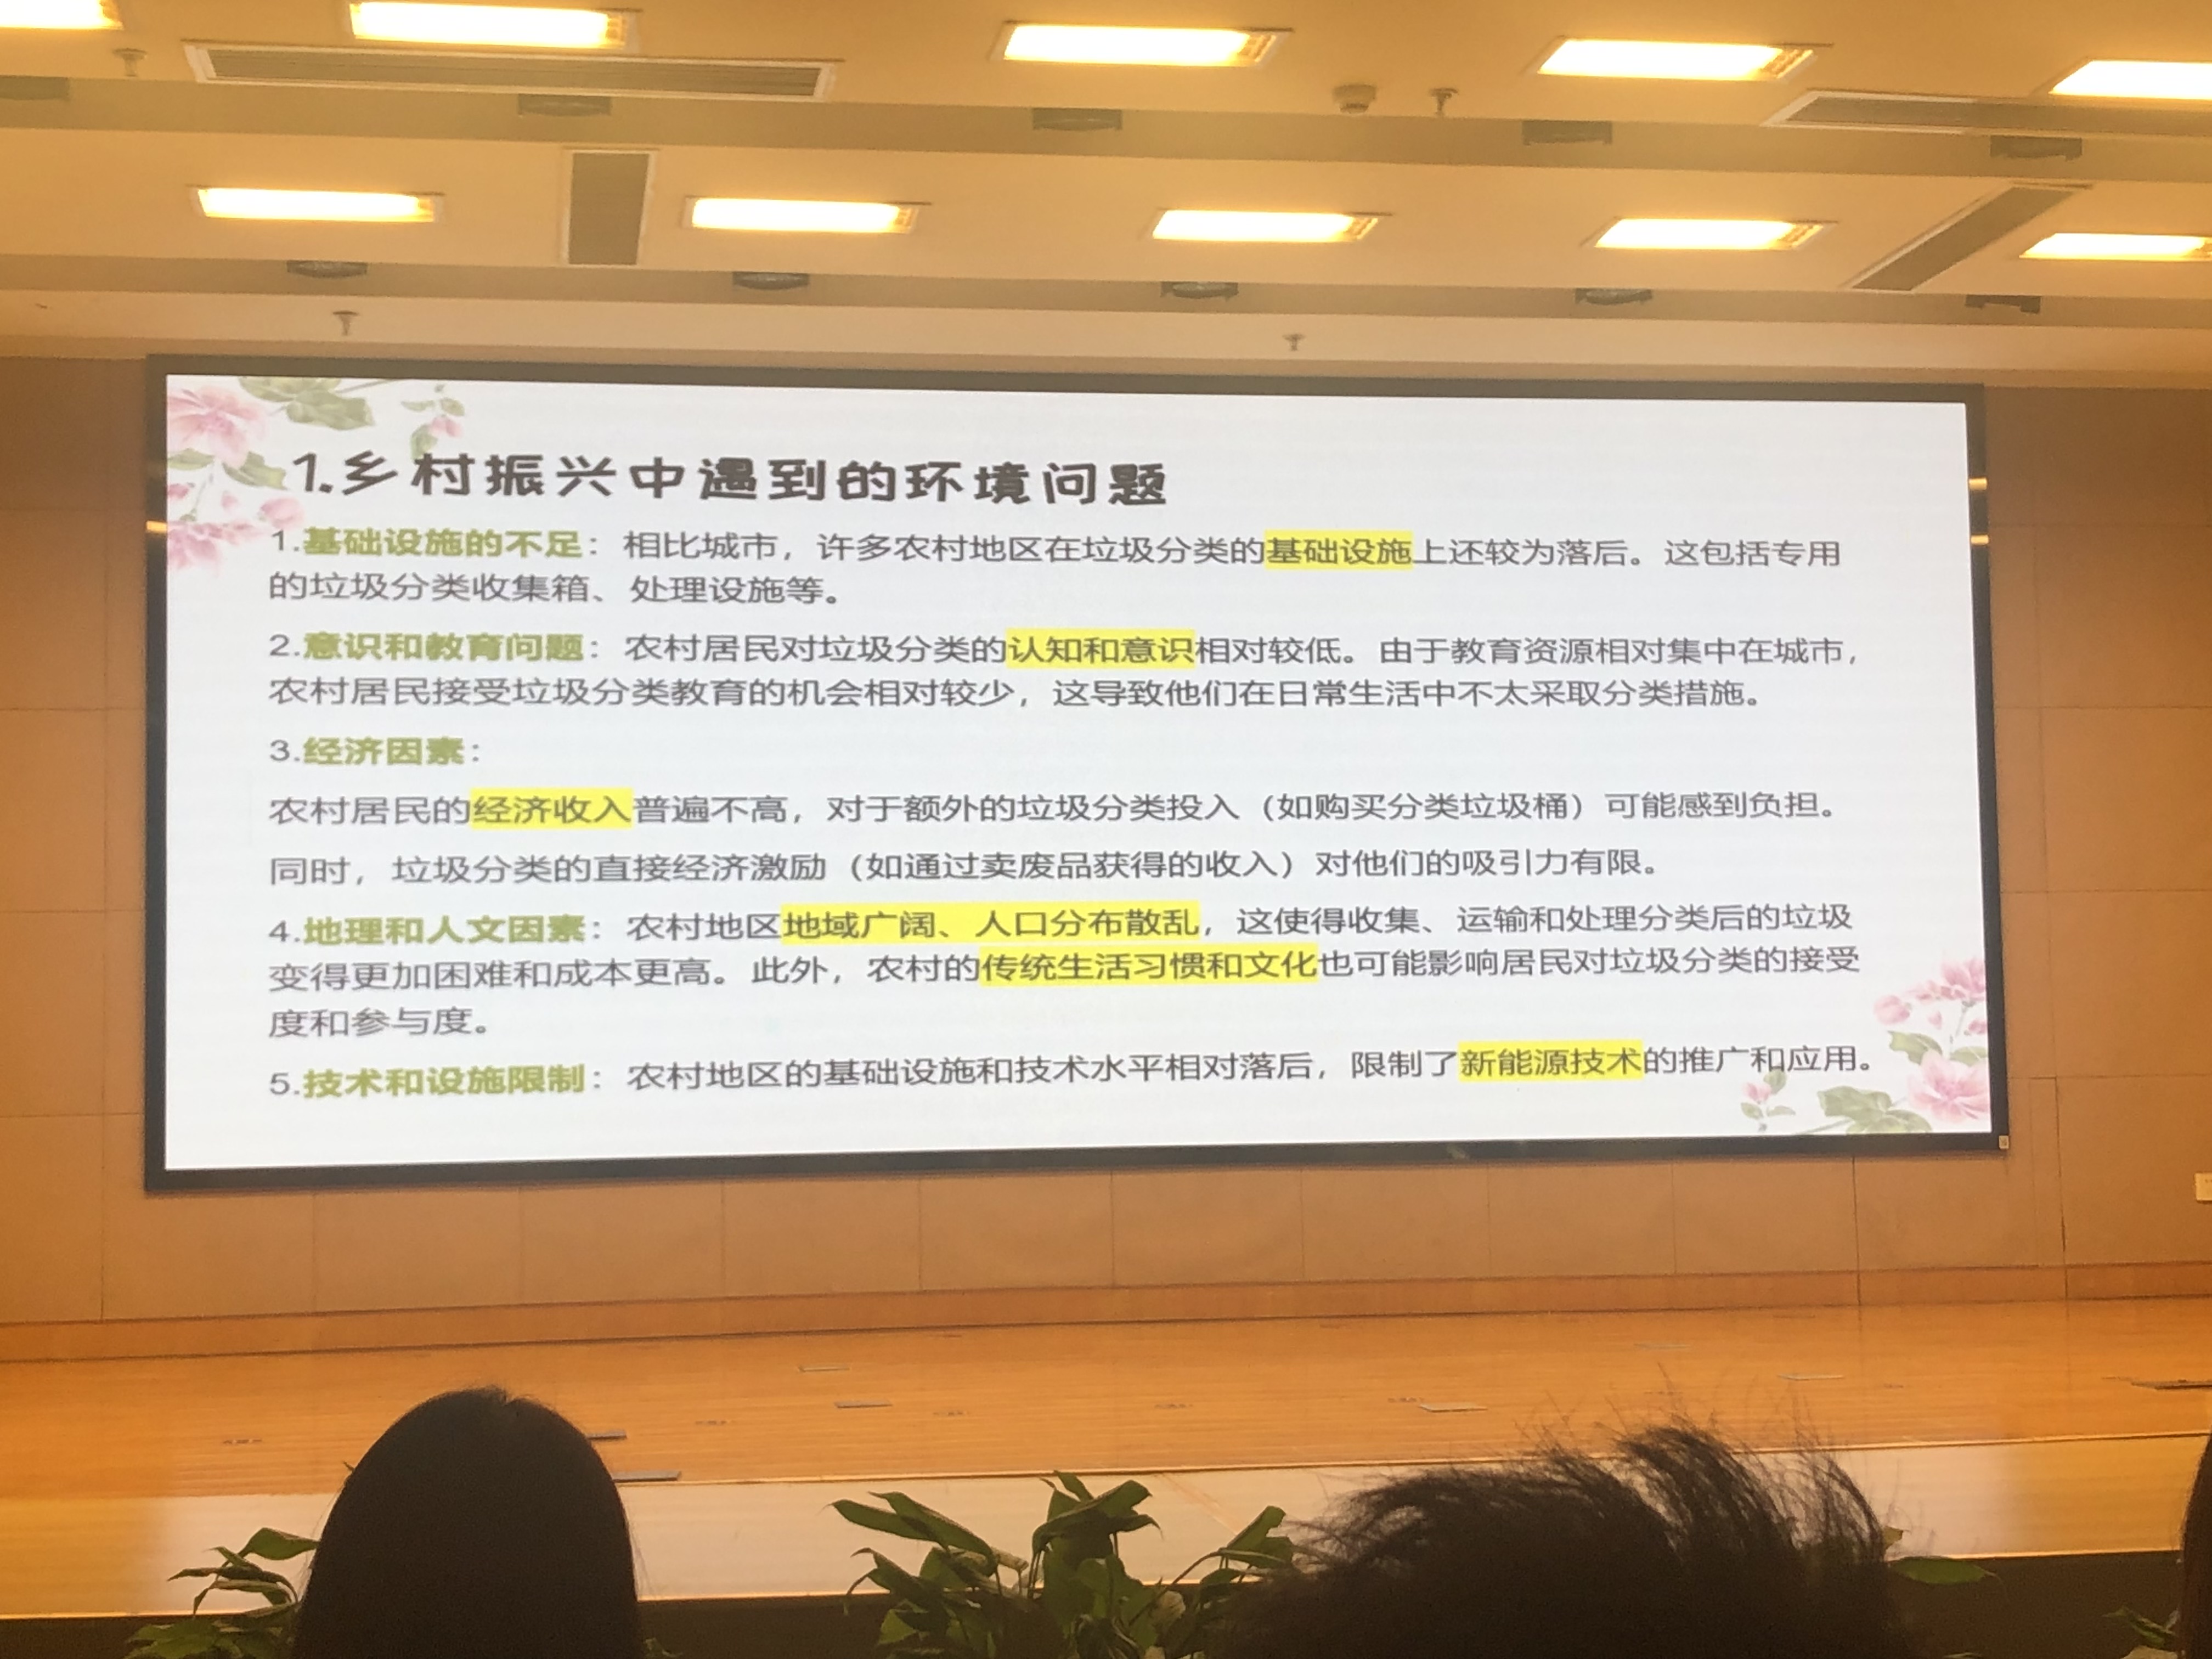 1.乡村振兴中遇到的环境问题
1.基础设施的不足：相比城市，许多农村地区在垃圾分类的基础设施上还较为落后。这包括专用
的垃圾分类收集箱、处理设施等。
2.意识和教育问题：农村居民对垃圾分类的认知和意识相对较低。由于教育资源相对集中在城市，
农村居民接受垃圾分类教育的机会相对较少，这导致他们在日常生活中不太采取分类措施。
3.经济因素：
农村居民的经济收入普遍不高，对于额外的垃圾分类投入（如购买分类垃圾桶）可能感到负担。
同时，垃圾分类的直接经济激励（如通过卖废品获得的收入）对他们的吸引力有限。
4.地理和人文因素：农村地区地域广阔、人口分布散乱，这使得收集、运输和处理分类后的垃圾
变得更加困难和成本更高。此外，农村的传统生活习惯和文化也可能影响居民对垃圾分类的接受
度和参与度。
5.技术和设施限制：农村地区的基础设施和技术水平相对落后，限制了新能源技术的推广和应用。